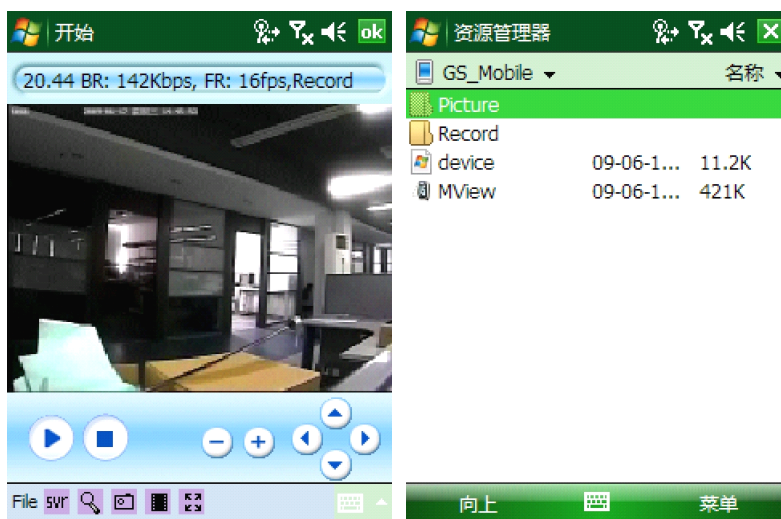 开始
ok
20.44 BR: 142Kbps, FR: 16fps,Record
File svr
资源管理器
GS_Mobile
名称
Picture
Record
device 09-06-1... 11.2K
MView 09-06-1... 421K
向上
菜单